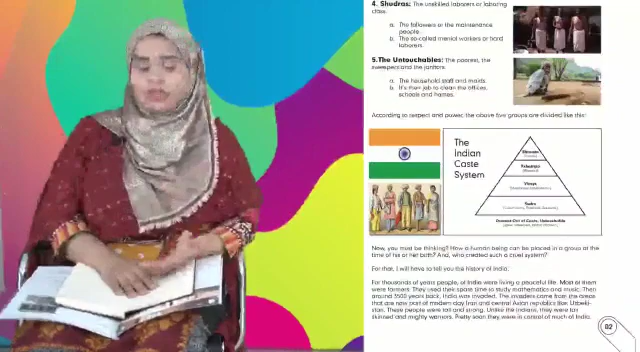 4. Shudras: The unskilled laborers or laboring
class.
a. The followers or the maintenance
people.
b. The so-called menial workers or hard
laborers.
5.The Untouchables: The poorest, the
sweepers and the janitors.
a. The household staff and maids.
b. It's their job to clean the offices,
schools and homes.
According to respect and power, the above five groups are divided like this:
The
Indian
Caste
System
Now, you must be thinking? How a human being can be placed in a group at
the time of his or her birth? And, who created such a cruel system?
For that, I will have to tell you the history of India.
For thousands of years people, of India were living a peaceful life. Most of them
were farmers. They used their spare time to study mathematics and music. Then
around 3500 years back, India was invaded. The invaders came from the areas
that are now part of modern day Iran and central Asian republics like Uzbeki-
stan. These people were tall and strong. Unlike the Indians, they were fair
skinned and mighty warriors. Pretty soon they were in control of much of India.
02